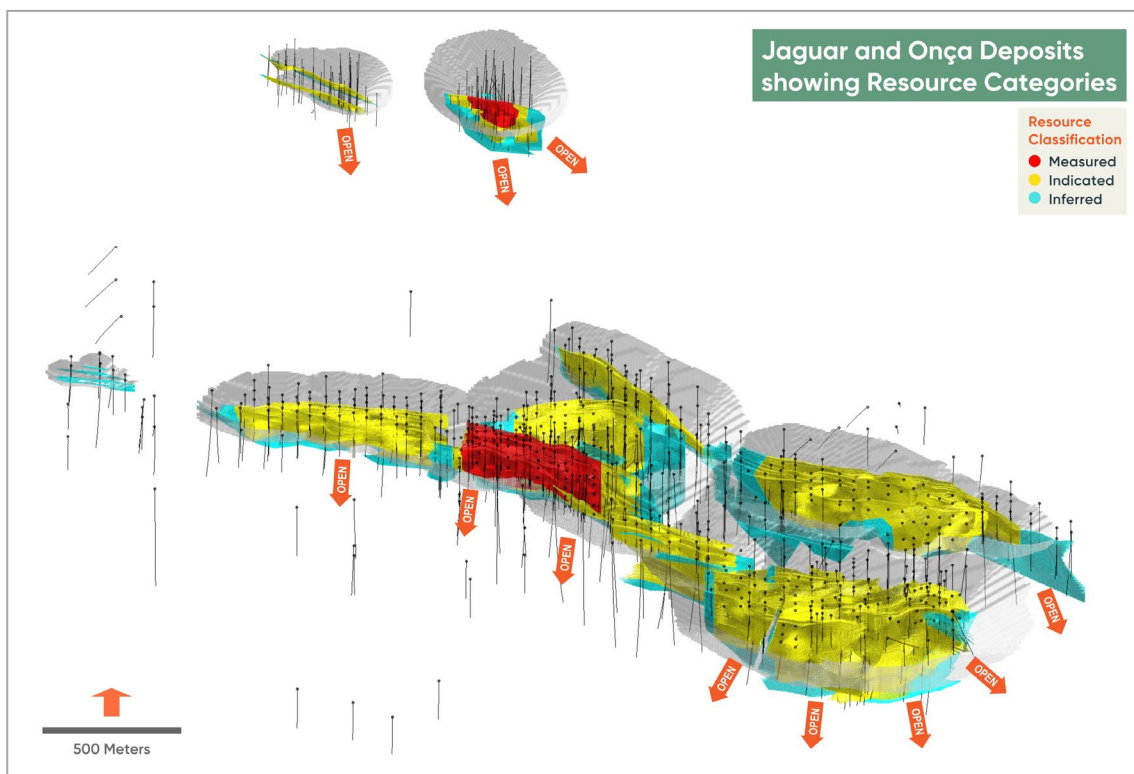 Jaguar and Onça Deposits
showing Resource Categories
Resource
Classification
Measured
Indicated
Inferred
OPEN
OPEN
OPEN
OPEN
OPEN
OPEN
OPEN
OPEN
OPEN
OPEN
OPEN
500 Meters